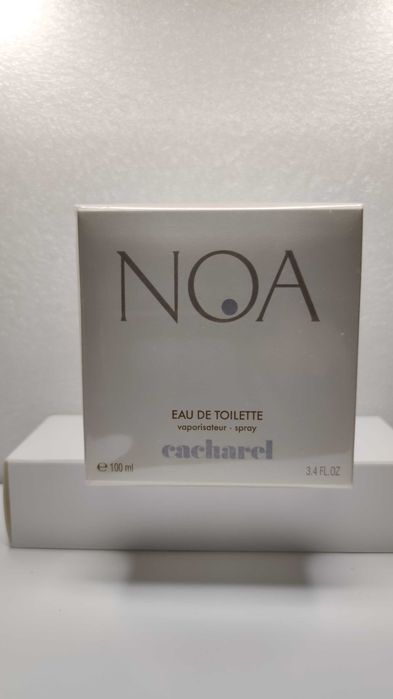 NOA
EAU DE TOILETTE
vaporisateur - spray
cacharel
℮ 100 ml 3.4 FL.OZ